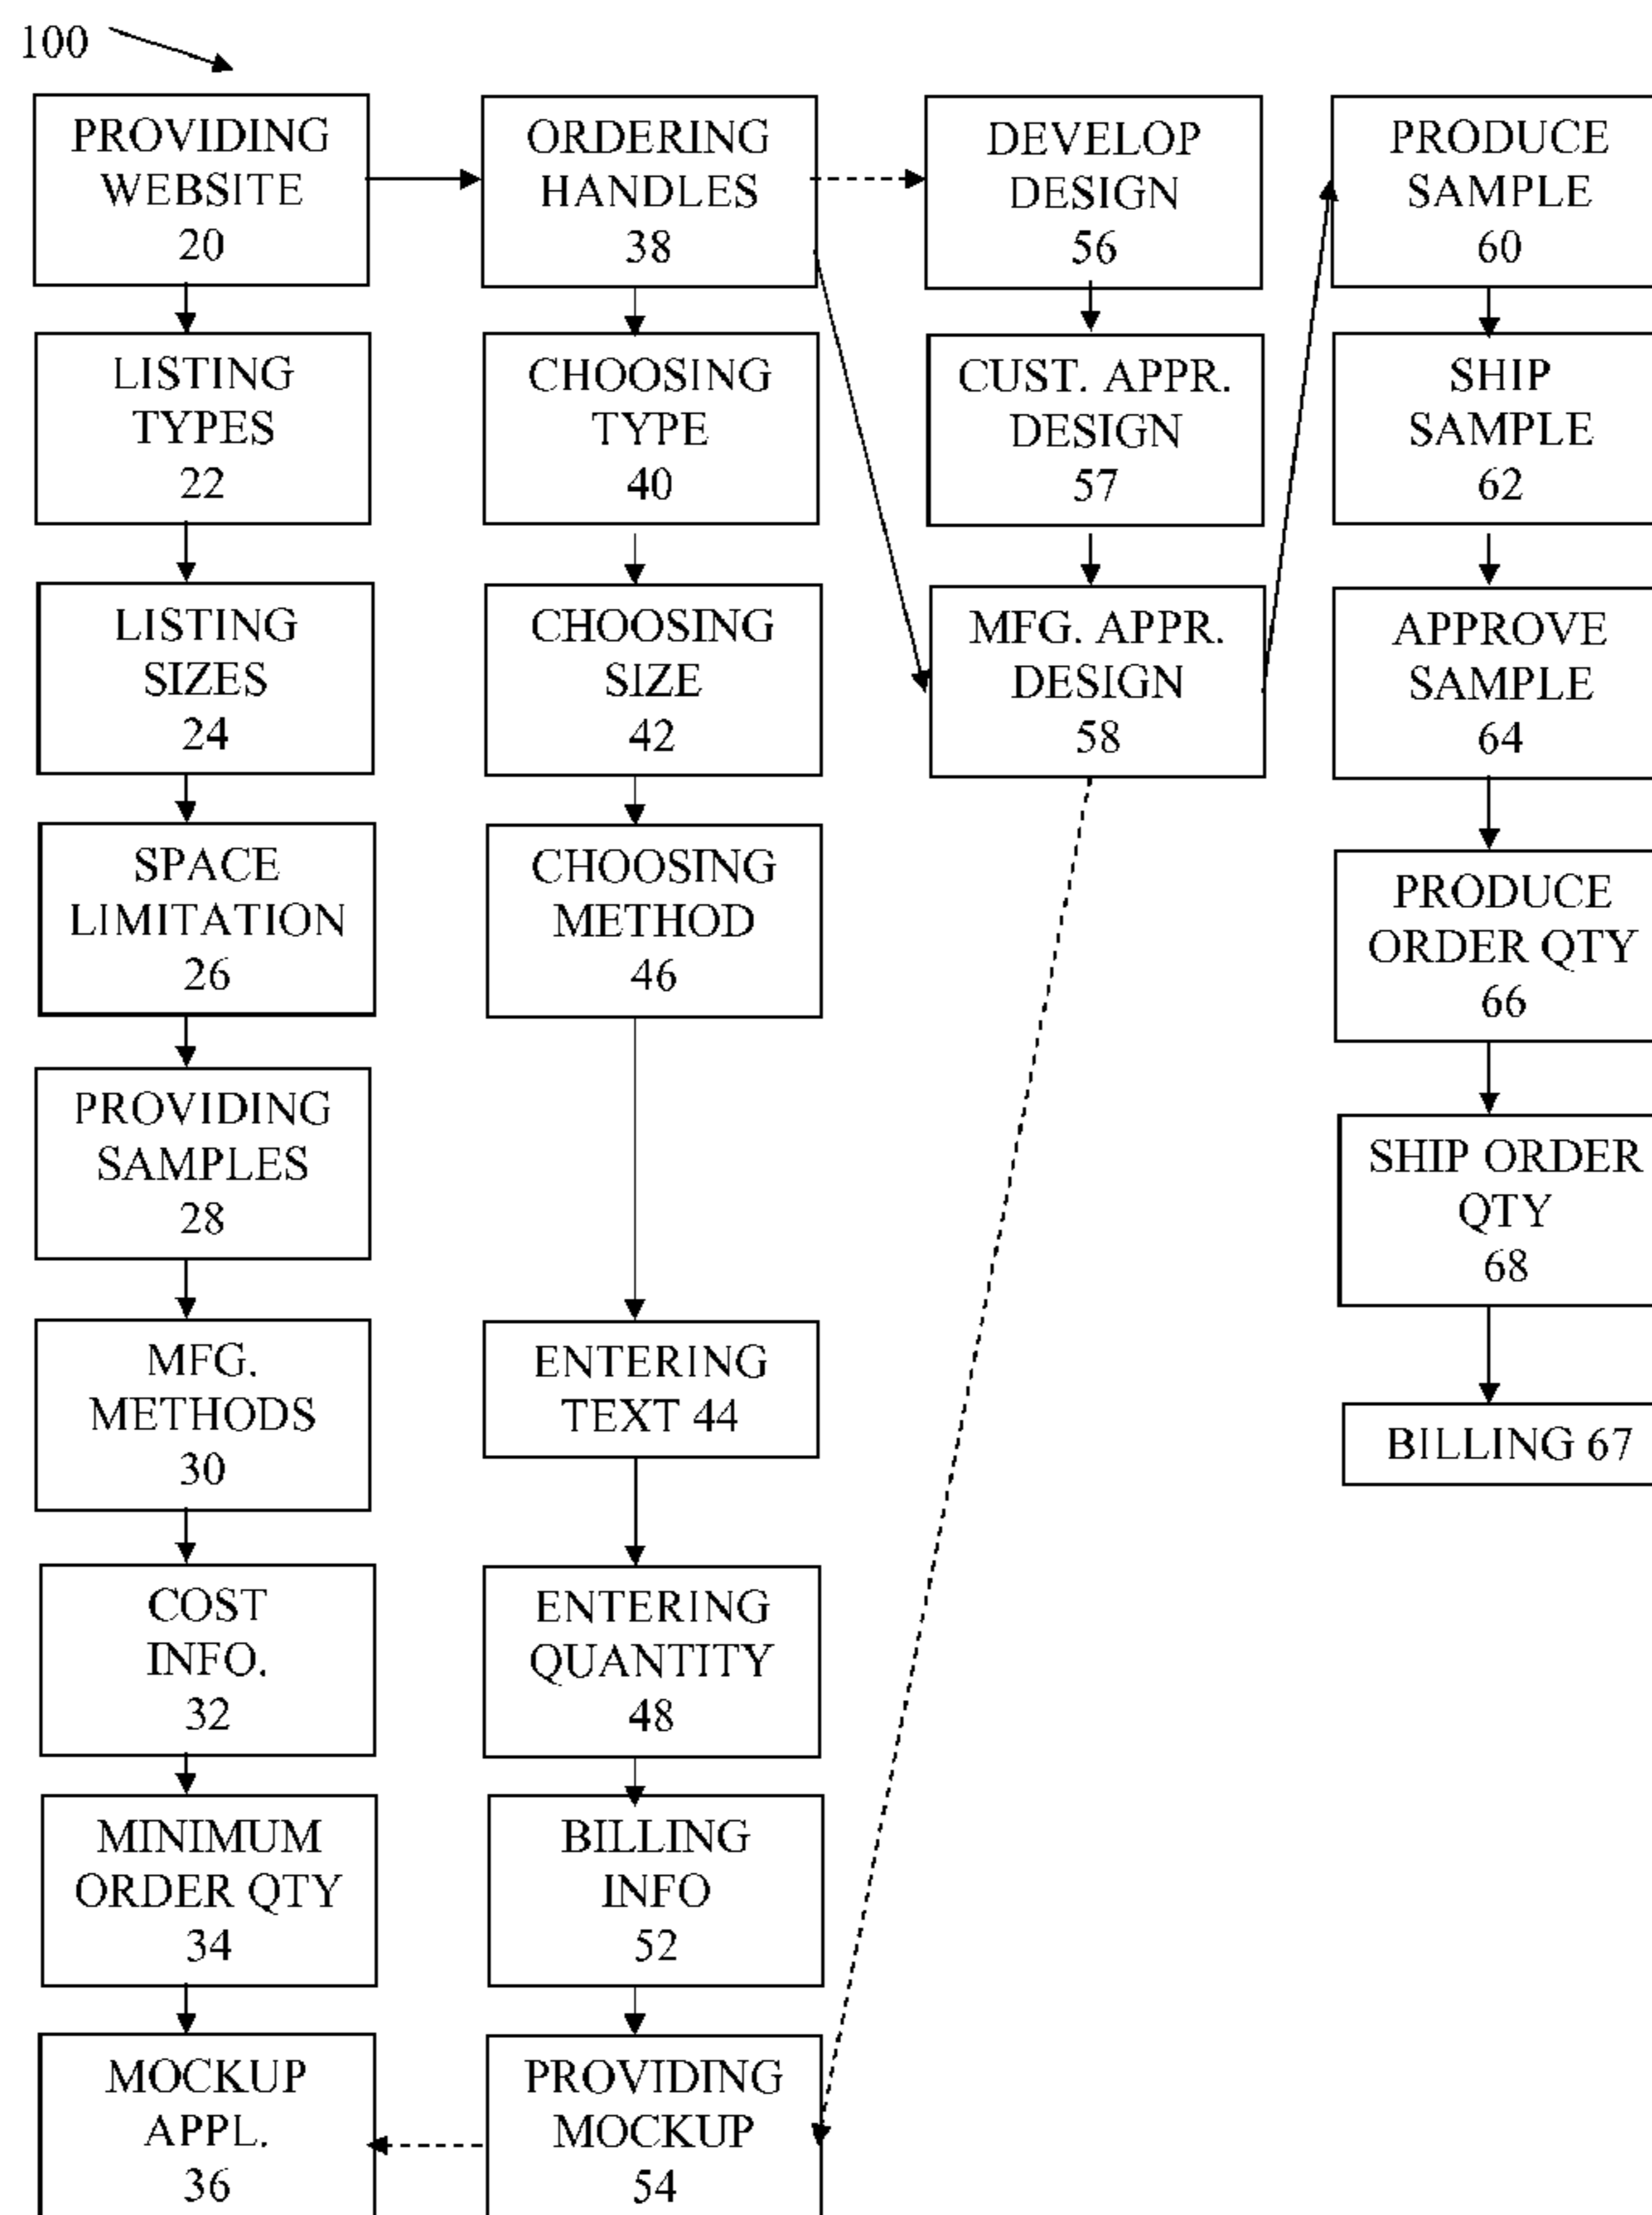 100
PROVIDING
WEBSITE
20
LISTING
TYPES
22
LISTING
SIZES
24
SPACE
LIMITATION
26
PROVIDING
SAMPLES
28
MFG.
METHODS
30
COST
INFO.
32
MINIMUM
ORDER QTY
34
MOCKUP
APPL.
36
ORDERING
HANDLES
38
CHOOSING
TYPE
40
CHOOSING
SIZE
42
CHOOSING
METHOD
46
ENTERING
TEXT 44
ENTERING
QUANTITY
48
BILLING
INFO
52
PROVIDING
MOCKUP
54
DEVELOP
DESIGN
56
CUST. APPR.
DESIGN
57
MFG. APPR.
DESIGN
58
PRODUCE
SAMPLE
60
SHIP
SAMPLE
62
APPROVE
SAMPLE
64
PRODUCE
ORDER QTY
66
SHIP ORDER
QTY
68
BILLING 67